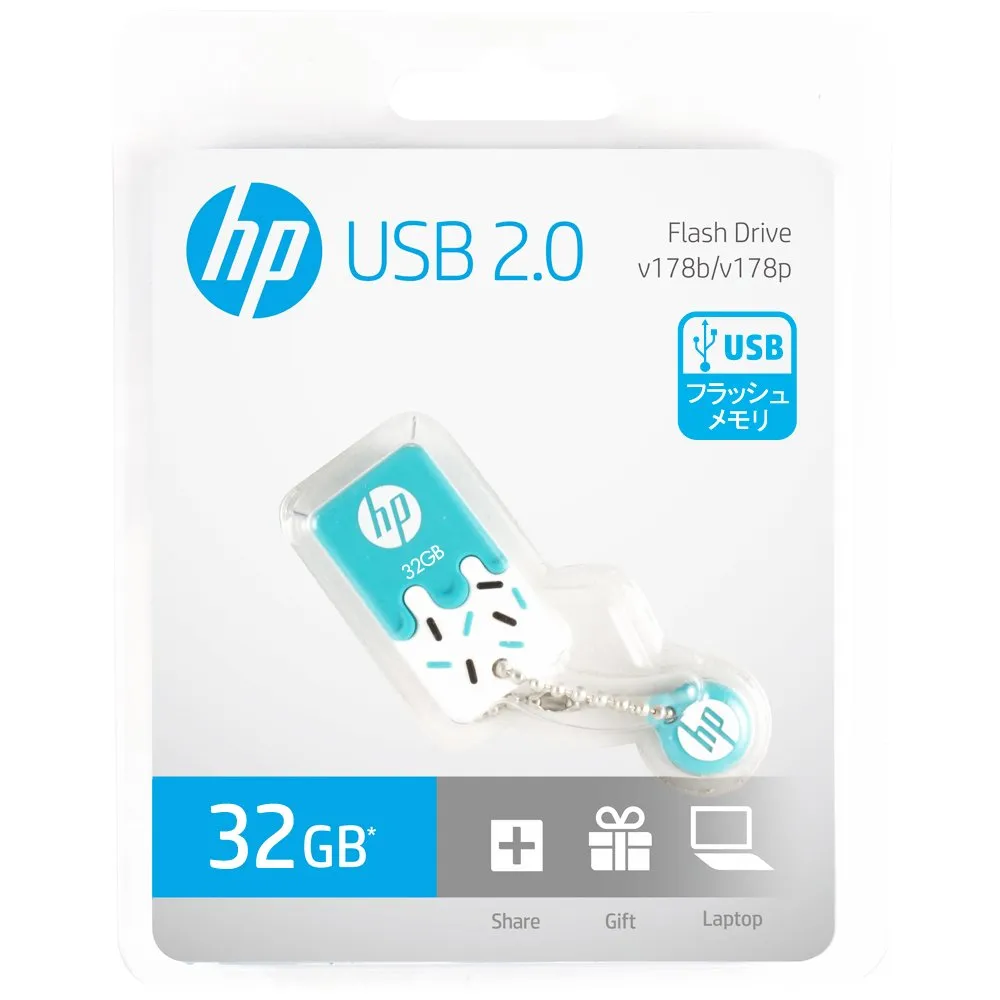 hp
USB 2.0
Flash Drive
v178b/v178p
USB
フラッシュ
メモリ
hp
32GB
hp
32GB*
Share
Gift
Laptop